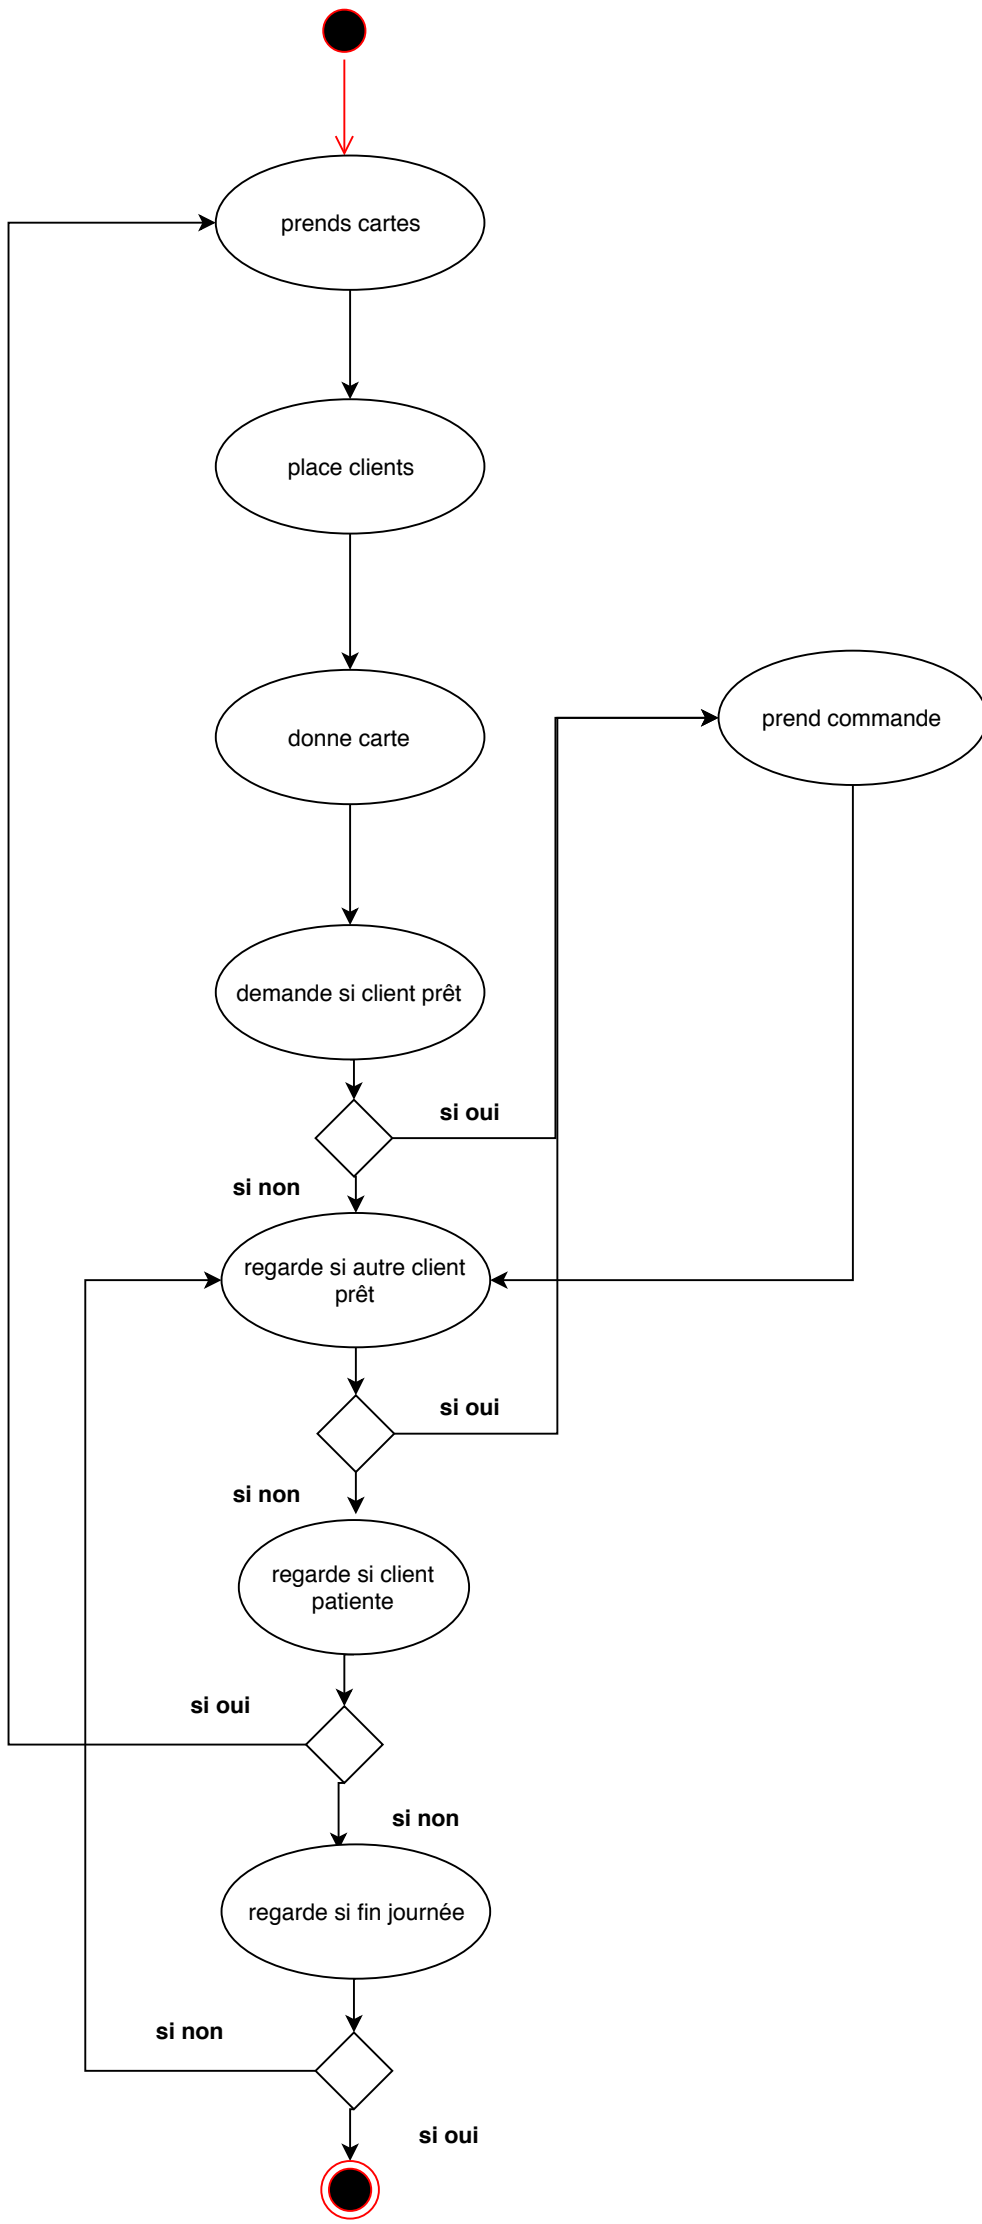 prends cartes
place clients
donne carte
prend commande
demande si client prêt
si oui
si non
regarde si autre client
prêt
si oui
si non
regarde si client
patiente
si oui
si non
regarde si fin journée
si non
si oui